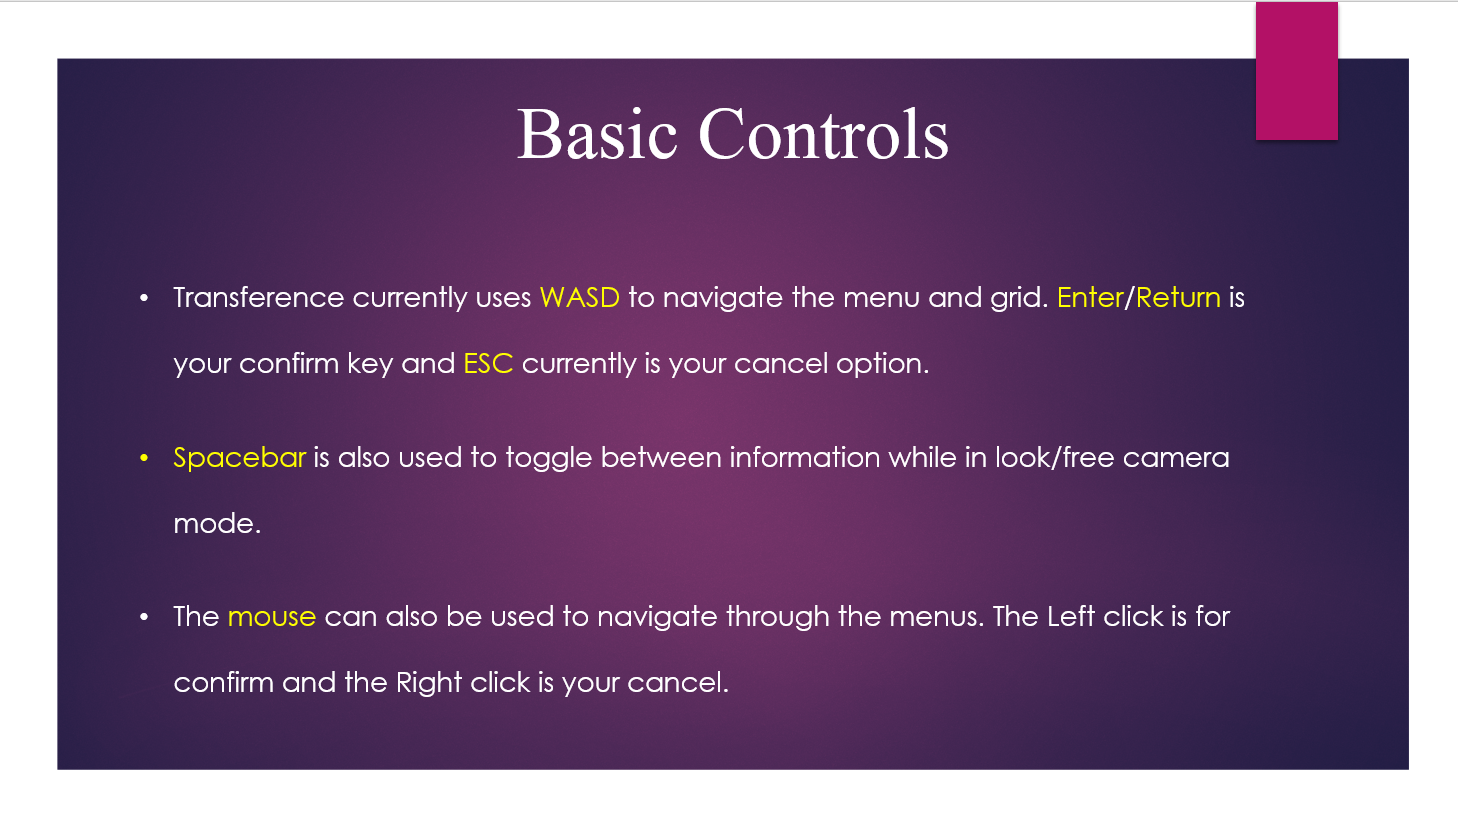 Basic Controls
• Transference currently uses WASD to navigate the menu and grid. Enter/Return is
your confirm key and ESC currently is your cancel option.
• Spacebar is also used to toggle between information while in look/free camera
mode.
• The mouse can also be used to navigate through the menus. The Left click is for
confirm and the Right click is your cancel.